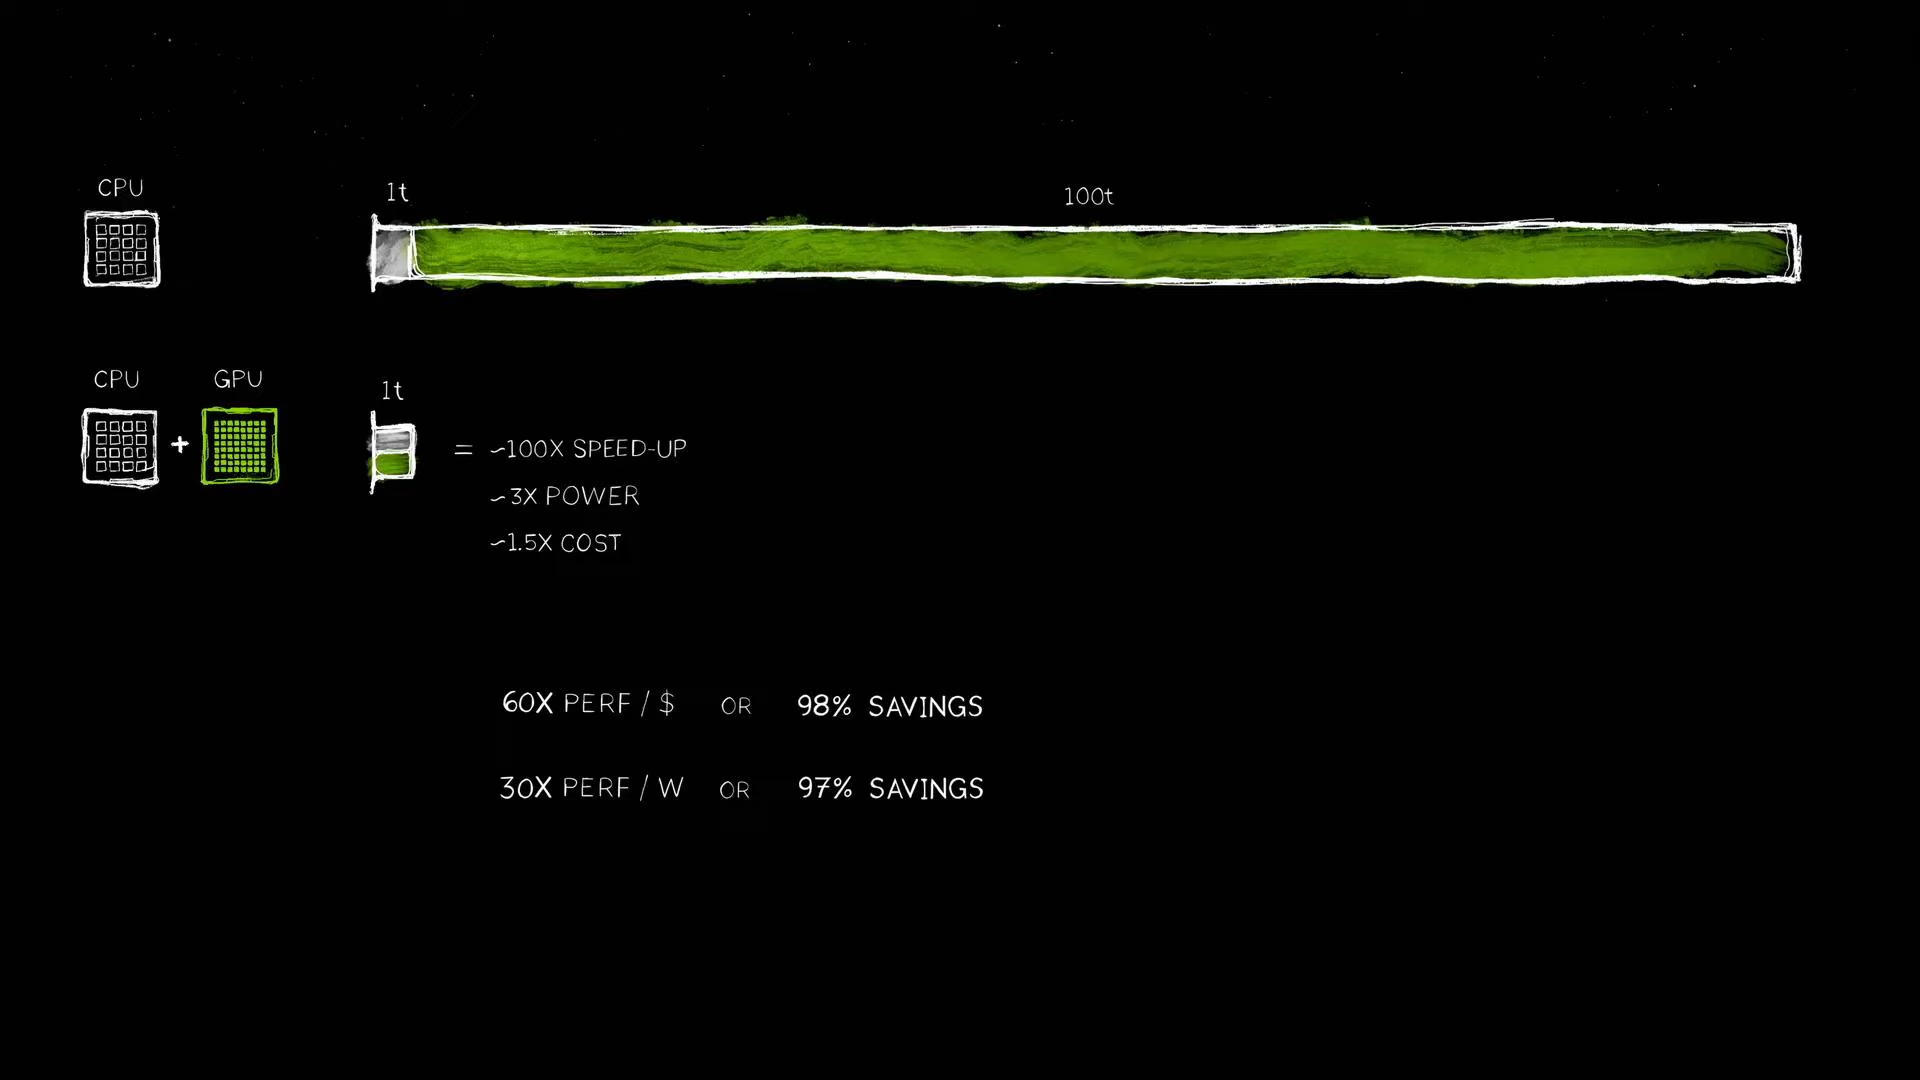 CPU
1t
100t
CPU + GPU
1t
= ~100X SPEED-UP
~3X POWER
~1.5X COST
60X PERF / $ OR 98% SAVINGS
30X PERF / W OR 97% SAVINGS